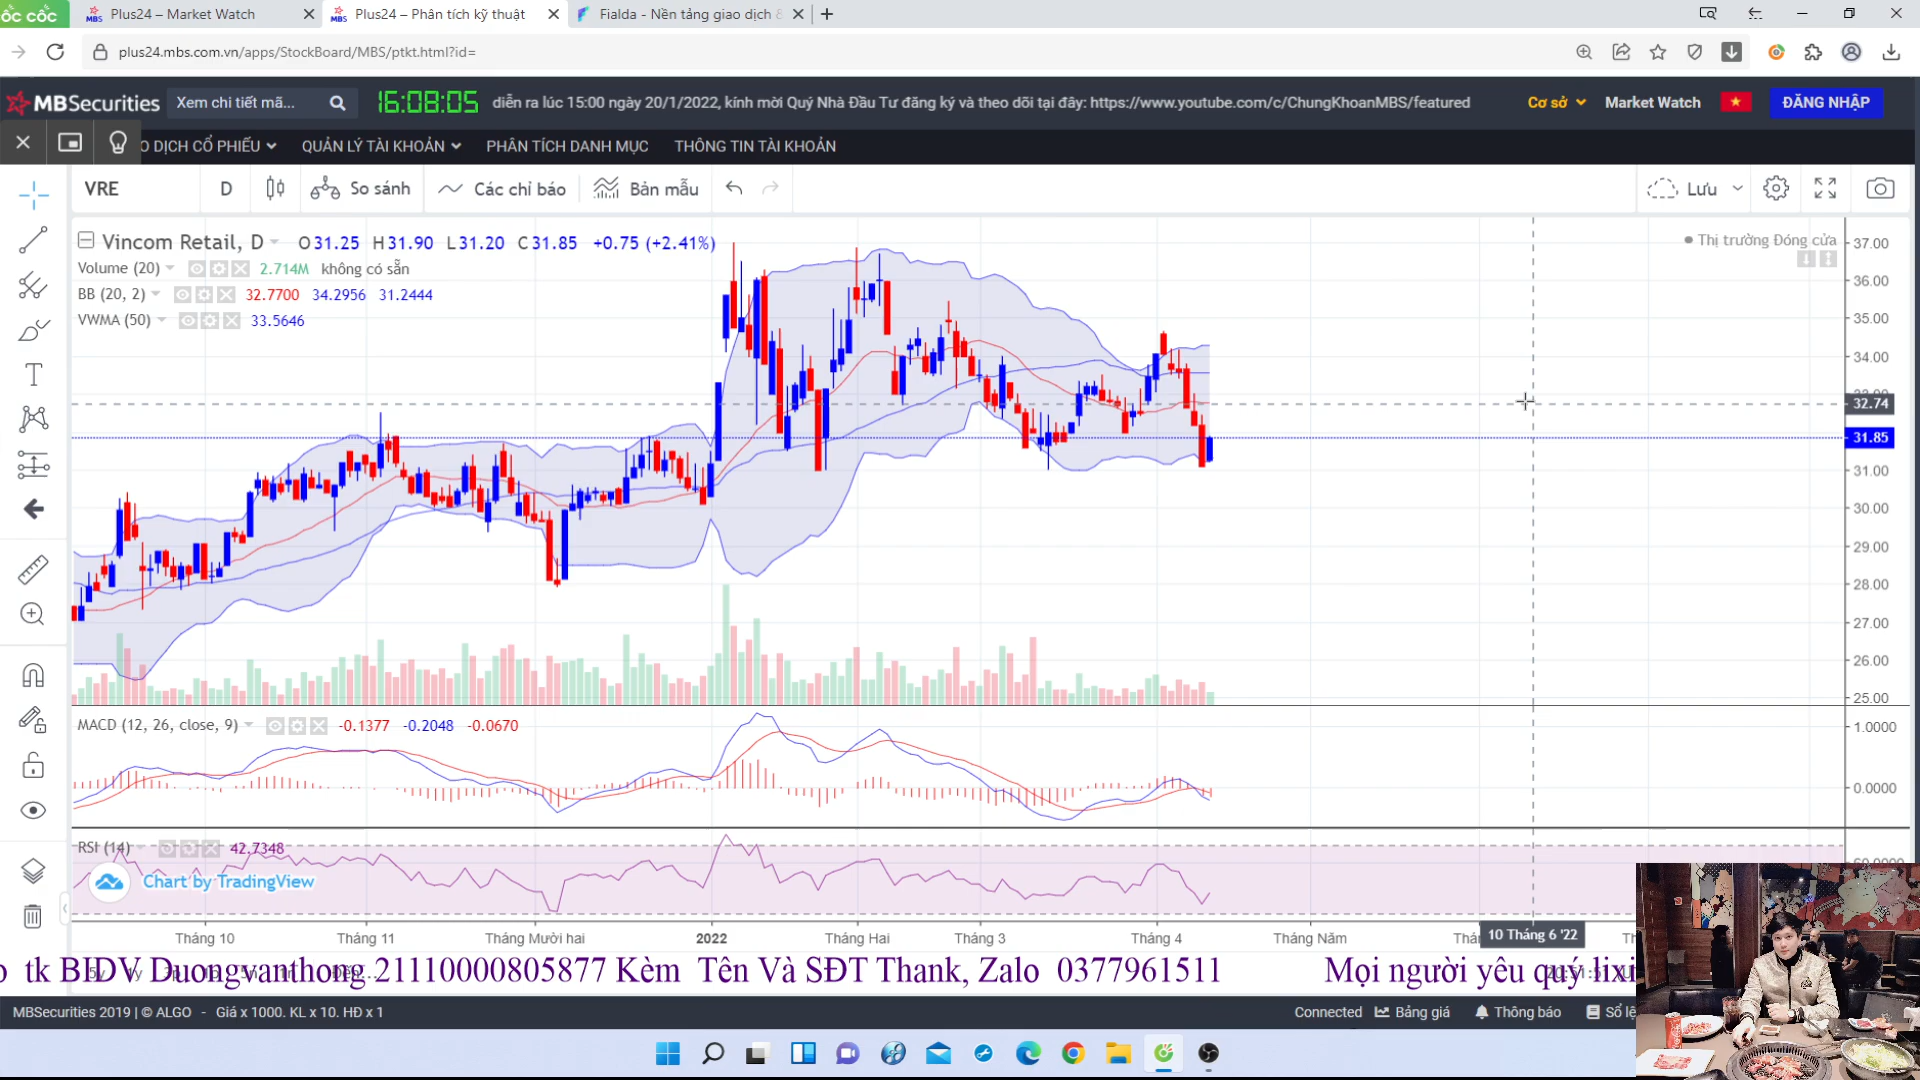 ốc cốc
MBS Plus24 – Market Watch
MBS Plus24 – Phân tích kỹ thuật
Fialda - Nền tảng giao dịch &
plus24.mbs.com.vn/apps/StockBoard/MBS/ptkt.html?id=
MBSecurities
Xem chi tiết mã...
16:08:05
diễn ra lúc 15:00 ngày 20/1/2022, kính mời Quý Nhà Đầu Tư đăng ký và theo dõi tại đây: https://www.youtube.com/c/ChungKhoanMBS/featured
Cơ sở
Market Watch
ĐĂNG NHẬP
O DỊCH CỔ PHIẾU
QUẢN LÝ TÀI KHOẢN
PHÂN TÍCH DANH MỤC
THÔNG TIN TÀI KHOẢN
VRE
D
So sánh
Các chỉ báo
Bản mẫu
Lưu
Vincom Retail, D O31.25 H31.90 L31.20 C31.85 +0.75 (+2.41%)
Thị trường Đóng cửa
Volume (20) 2.714M không có sẵn
BB (20, 2) 32.7700 34.2956 31.2444
VWMA (50) 33.5646
37.00
36.00
35.00
34.00
32.74
31.85
31.00
30.00
29.00
28.00
27.00
26.00
25.00
MACD (12, 26, close, 9) -0.1377 -0.2048 -0.0670
1.0000
0.0000
RSI (14) 42.7348
Chart by TradingView
Tháng 10
Tháng 11
Tháng Mười hai
2022
Tháng Hai
Tháng 3
Tháng 4
Tháng Năm
10 Tháng 6 '22
tk BIDV Duongvanthong 21110000805877 Kèm Tên Và SĐT Thank, Zalo 0377961511
Mọi người yêu quý lixi
MBSecurities 2019 | © ALGO - Giá x 1000. KL x 10. HĐ x 1
Connected
Bảng giá
Thông báo
Sổ lệ